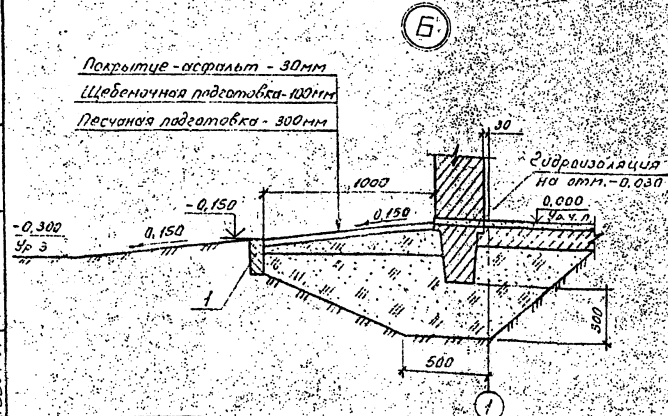 Б
Покрытие - асфальт - 30мм
Щебеночная подготовка - 100мм
Песчаная подготовка - 300мм
30
Гидроизоляция
на отм. -0,030
1000
-0,150
0,150
0,000
Ур.ч.п.
-0,300
Ур.з
0,150
1
300
500
1